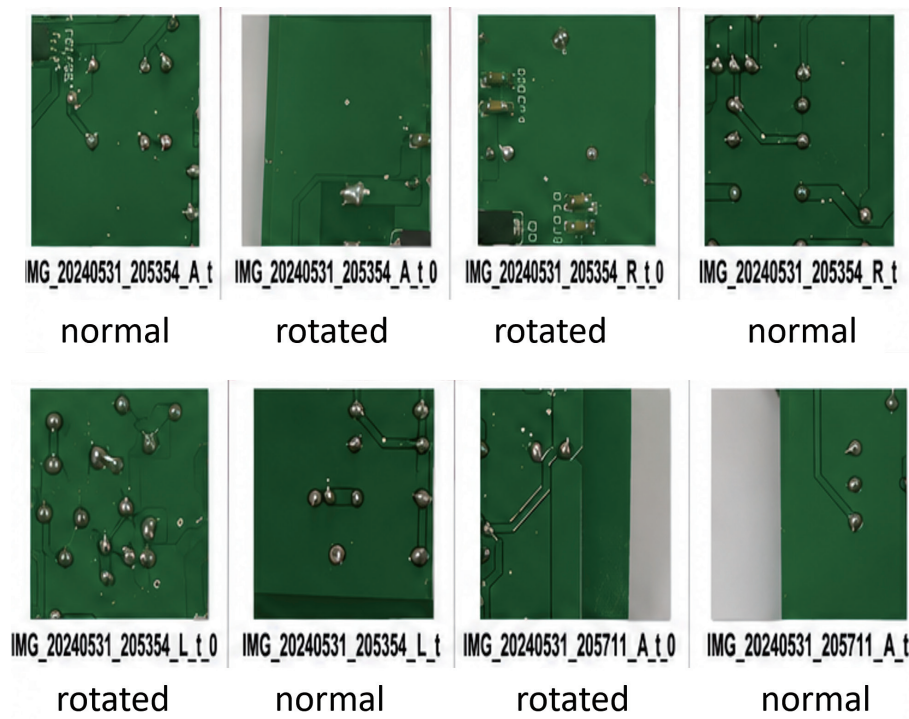 IMG_20240531_205354_A_t IMG_20240531_205354_A_t_0 IMG_20240531_205354_R_t_0 IMG_20240531_205354_R_t
normal rotated rotated normal
IMG_20240531_205354_L_t_0 IMG_20240531_205354_L_t IMG_20240531_205711_A_t_0 IMG_20240531_205711_A_t
rotated normal rotated normal